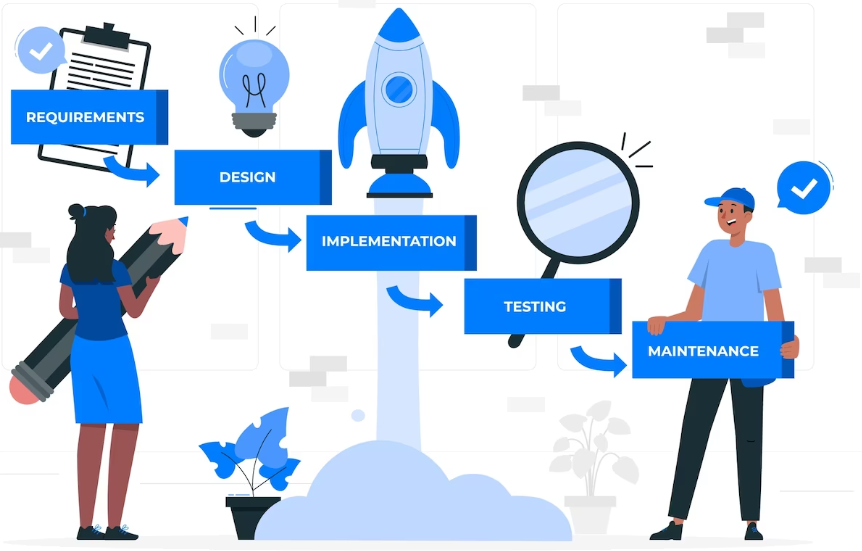 REQUIREMENTS
DESIGN
IMPLEMENTATION
TESTING
MAINTENANCE